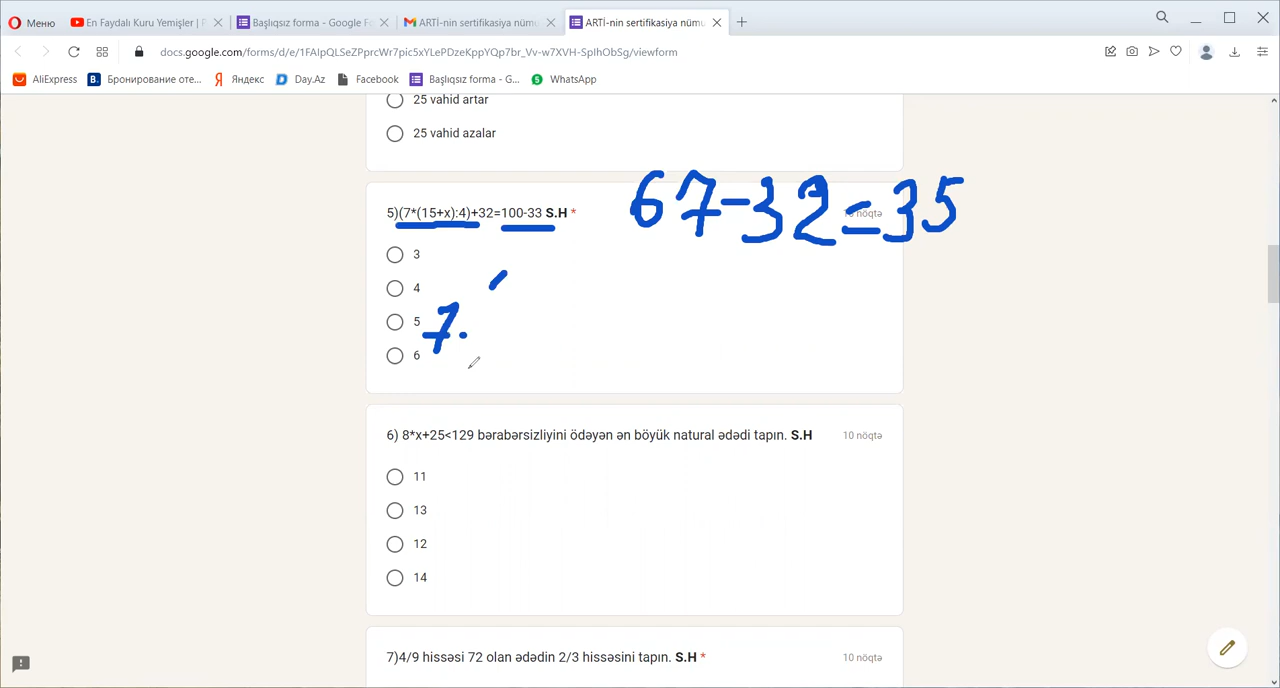 Меню
En Faydalı Kuru Yemişler | F
Başlıqsız forma - Google Fo
ARTİ-nin sertifikasiya nümu
ARTİ-nin sertifikasiya nümu
docs.google.com/forms/d/e/1FAIpQLSeZPprcWr7pic5xYLePDzeKppYQp7br_Vv-w7XVH-SpIhObSg/viewform
AliExpress
Бронирование оте...
Яндекс
Day.Az
Facebook
Başlıqsız forma - G...
WhatsApp
25 vahid artar
25 vahid azalar
5)(7*(15+x):4)+32=100-33 S.H *
67-32=35
nöqtə
3
4
5
6
7.
6) 8*x+25<129 bərabərsizliyini ödəyən ən böyük natural ədədi tapın. S.H
10 nöqtə
11
13
12
14
7)4/9 hissəsi 72 olan ədədin 2/3 hissəsini tapın. S.H *
10 nöqtə